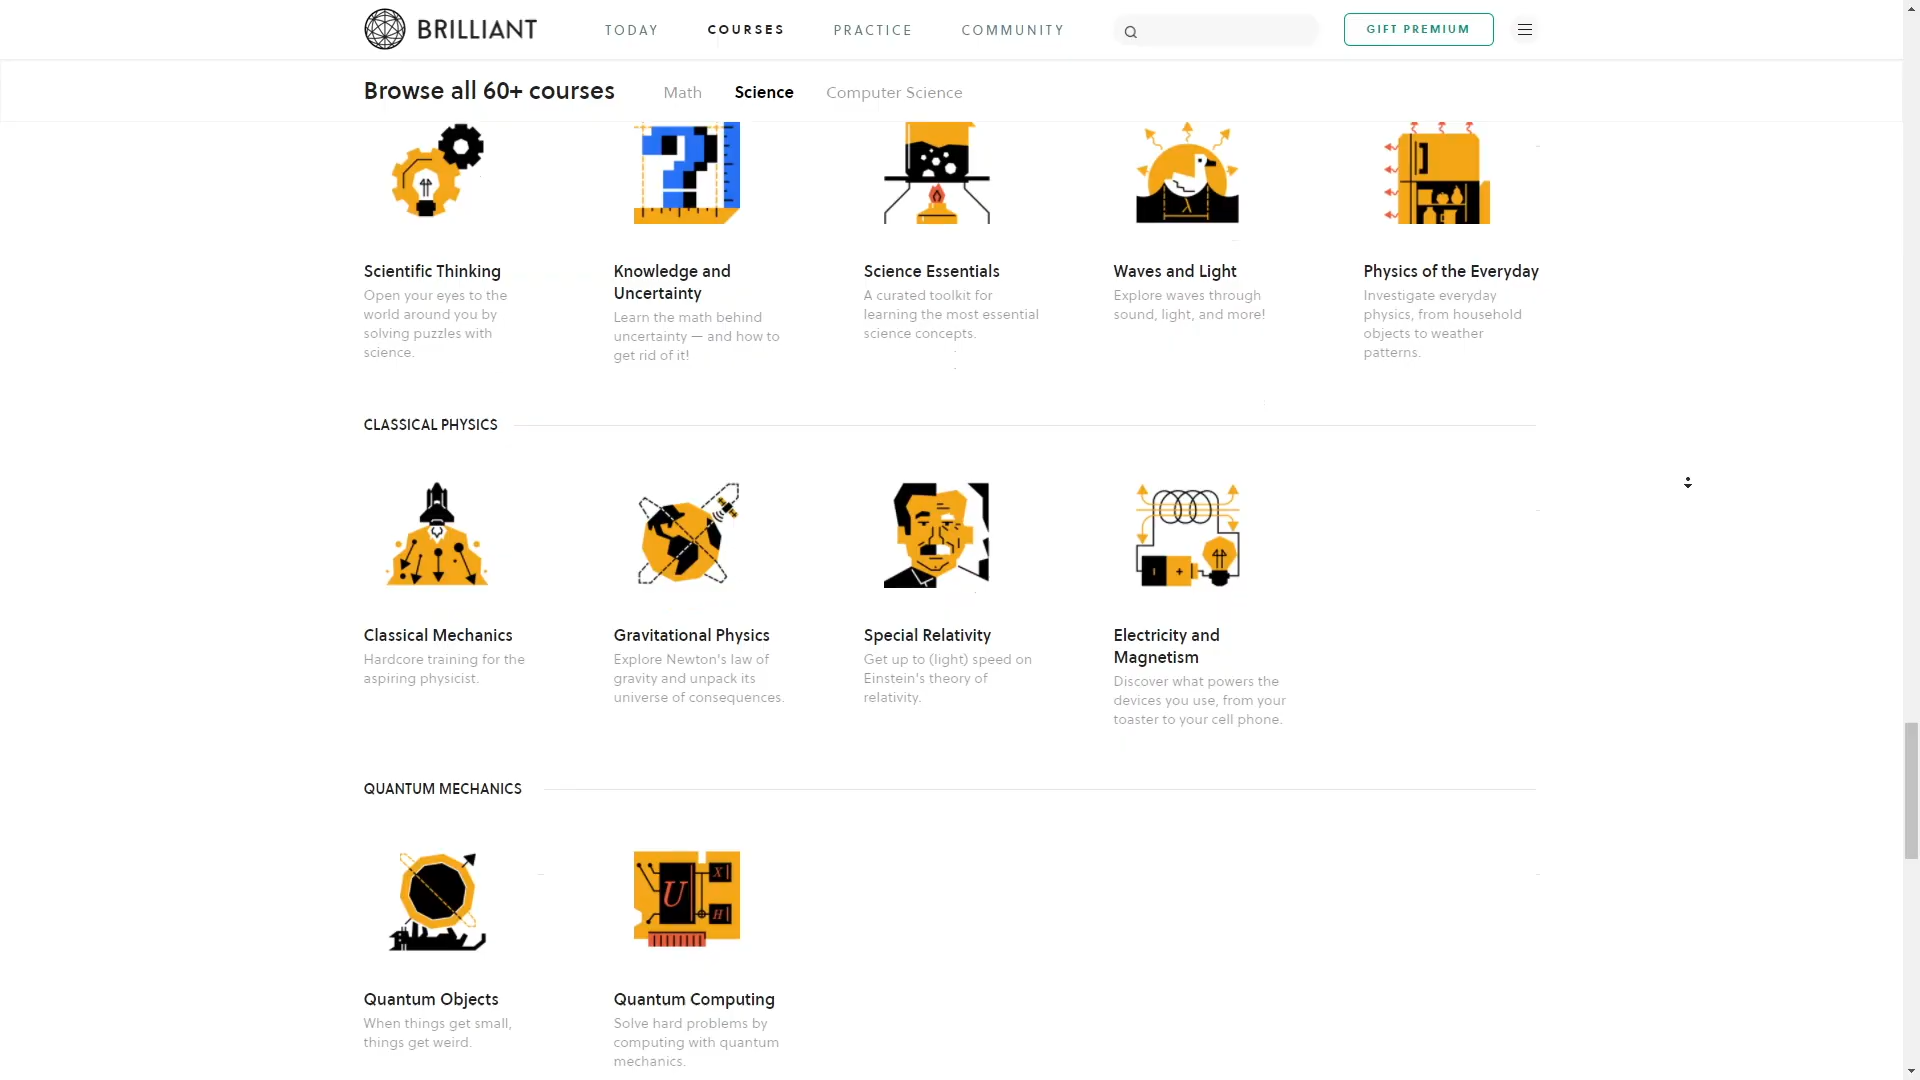 BRILLIANT
TODAY
COURSES
PRACTICE
COMMUNITY
GIFT PREMIUM
Browse all 60+ courses
Math
Science
Computer Science
Scientific Thinking
Open your eyes to the
world around you by
solving puzzles with
science.
Knowledge and
Uncertainty
Learn the math behind
uncertainty — and how to
get rid of it!
Science Essentials
A curated toolkit for
learning the most essential
science concepts.
Waves and Light
Explore waves through
sound, light, and more!
Physics of the Everyday
Investigate everyday
physics, from household
objects to weather
patterns.
CLASSICAL PHYSICS
Classical Mechanics
Hardcore training for the
aspiring physicist.
Gravitational Physics
Explore Newton's law of
gravity and unpack its
universe of consequences.
Special Relativity
Get up to (light) speed on
Einstein's theory of
relativity.
Electricity and
Magnetism
Discover what powers the
devices you use, from your
toaster to your cell phone.
QUANTUM MECHANICS
U
X
H
Quantum Objects
When things get small,
things get weird.
Quantum Computing
Solve hard problems by
computing with quantum
mechanics.